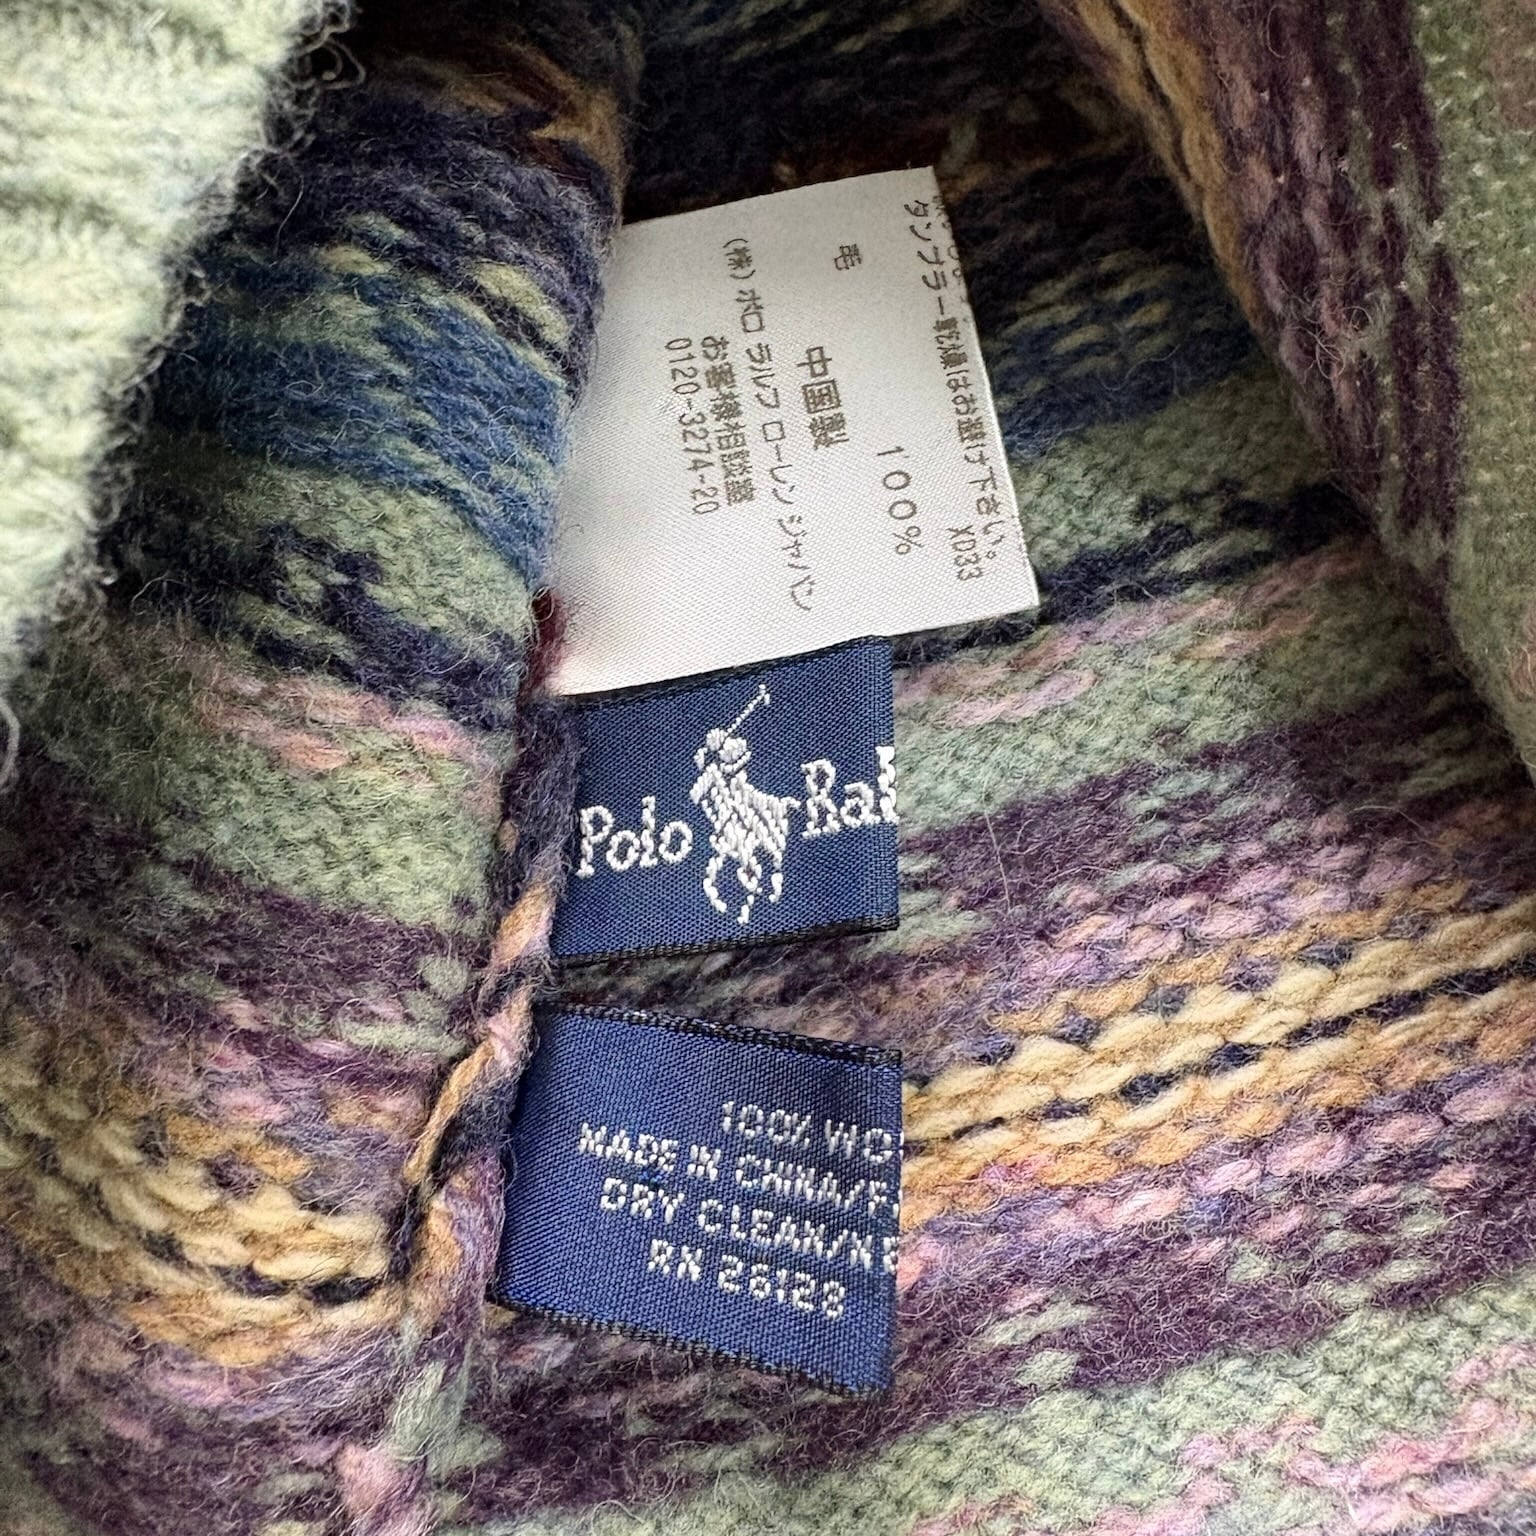 タンブラー乾燥はお避け下さい。
X033
毛 100%
中国製
(株) ポロ ラルフ ローレン ジャパン
お客様相談室
0120-3274-20
Polo Ral
100% WO
MADE IN CHINA/F
DRY CLEAN/NE
RN 26128